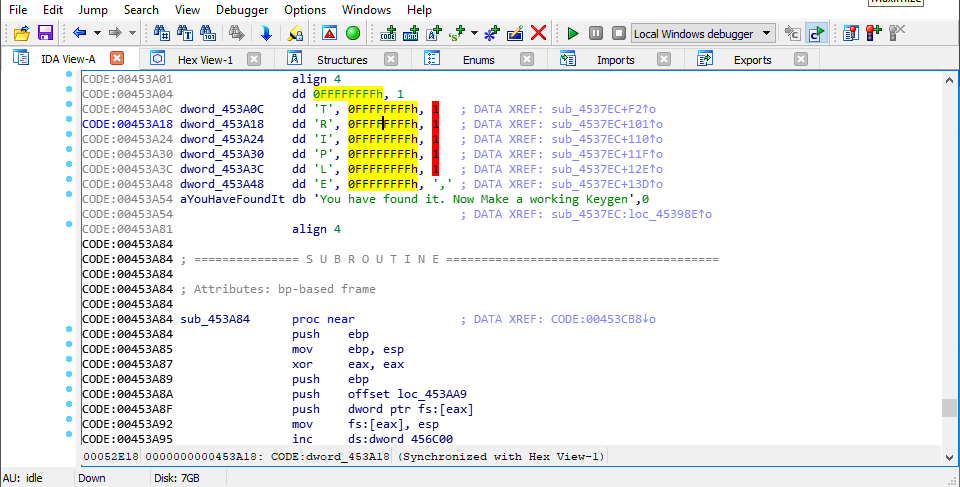 Maximize
File Edit Jump Search View Debugger Options Windows Help
Local Windows debugger
IDA View-A Hex View-1 Structures Enums Imports Exports
CODE:00453A01 align 4
CODE:00453A04 dd 0FFFFFFFFh, 1
CODE:00453A0C dword_453A0C dd 'T', 0FFFFFFFFh, 1 ; DATA XREF: sub_4537EC+F2↑o
CODE:00453A18 dword_453A18 dd 'R', 0FFFFFFFFh, 1 ; DATA XREF: sub_4537EC+101↑o
CODE:00453A24 dword_453A24 dd 'I', 0FFFFFFFFh, 1 ; DATA XREF: sub_4537EC+110↑o
CODE:00453A30 dword_453A30 dd 'P', 0FFFFFFFFh, 1 ; DATA XREF: sub_4537EC+11F↑o
CODE:00453A3C dword_453A3C dd 'L', 0FFFFFFFFh, 1 ; DATA XREF: sub_4537EC+12E↑o
CODE:00453A48 dword_453A48 dd 'E', 0FFFFFFFFh, ',' ; DATA XREF: sub_4537EC+13D↑o
CODE:00453A54 aYouHaveFoundIt db 'You have found it. Now Make a working Keygen',0
CODE:00453A54 ; DATA XREF: sub_4537EC:loc_45398E↑o
CODE:00453A81 align 4
CODE:00453A84
CODE:00453A84 ; =============== S U B R O U T I N E =======================================
CODE:00453A84
CODE:00453A84 ; Attributes: bp-based frame
CODE:00453A84
CODE:00453A84 sub_453A84 proc near ; DATA XREF: CODE:00453CB8↓o
CODE:00453A84 push ebp
CODE:00453A85 mov ebp, esp
CODE:00453A87 xor eax, eax
CODE:00453A89 push ebp
CODE:00453A8A push offset loc_453AA9
CODE:00453A8F push dword ptr fs:[eax]
CODE:00453A92 mov fs:[eax], esp
CODE:00453A95 inc ds:dword_456C00
00052E18 0000000000453A18: CODE:dword_453A18 (Synchronized with Hex View-1)
AU: idle Down Disk: 7GB